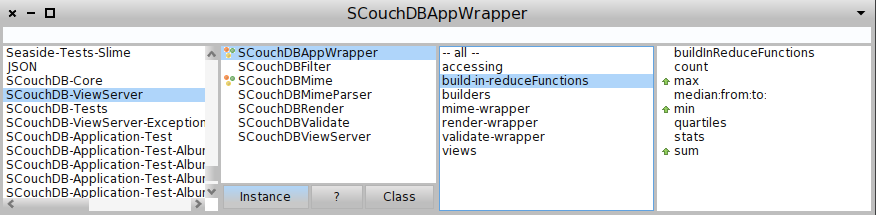 SCouchDBAppWrapper
Seaside-Tests-Slime
JSON
SCouchDB-Core
SCouchDB-ViewServer
SCouchDB-Tests
SCouchDB-ViewServer-Exception
SCouchDB-Application-Test
SCouchDB-Application-Test-Albu
SCouchDB-Application-Test-Albu
SCouchDB-Application-Test-Albu
SCouchDBAppWrapper
SCouchDBFilter
SCouchDBMime
SCouchDBMimeParser
SCouchDBRender
SCouchDBValidate
SCouchDBViewServer
Instance
?
Class
-- all --
accessing
build-in-reduceFunctions
builders
mime-wrapper
render-wrapper
validate-wrapper
views
buildInReduceFunctions
count
max
median:from:to:
min
quartiles
stats
sum